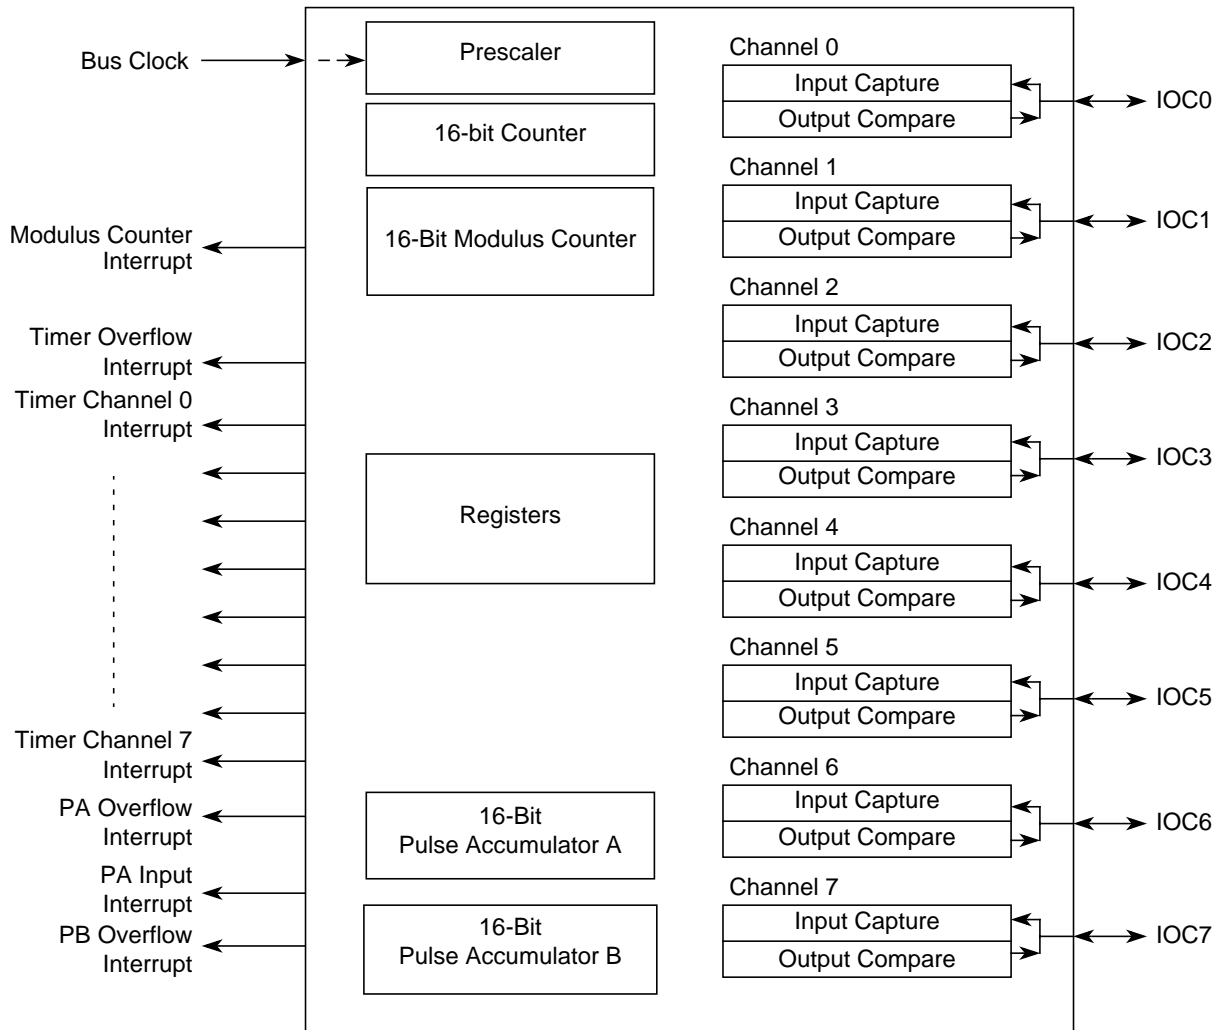 Bus Clock
Modulus Counter
Interrupt
Timer Overflow
Interrupt
Timer Channel 0
Interrupt
Timer Channel 7
Interrupt
PA Overflow
Interrupt
PA Input
Interrupt
PB Overflow
Interrupt
Prescaler
16-bit Counter
16-Bit Modulus Counter
Registers
16-Bit
Pulse Accumulator A
16-Bit
Pulse Accumulator B
Channel 0
Input Capture
Output Compare
IOC0
Channel 1
Input Capture
Output Compare
IOC1
Channel 2
Input Capture
Output Compare
IOC2
Channel 3
Input Capture
Output Compare
IOC3
Channel 4
Input Capture
Output Compare
IOC4
Channel 5
Input Capture
Output Compare
IOC5
Channel 6
Input Capture
Output Compare
IOC6
Channel 7
Input Capture
Output Compare
IOC7